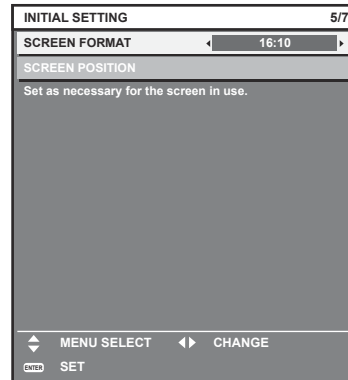 INITIAL SETTING 5/7
SCREEN FORMAT 16:10
SCREEN POSITION
Set as necessary for the screen in use.
MENU SELECT CHANGE
ENTER SET